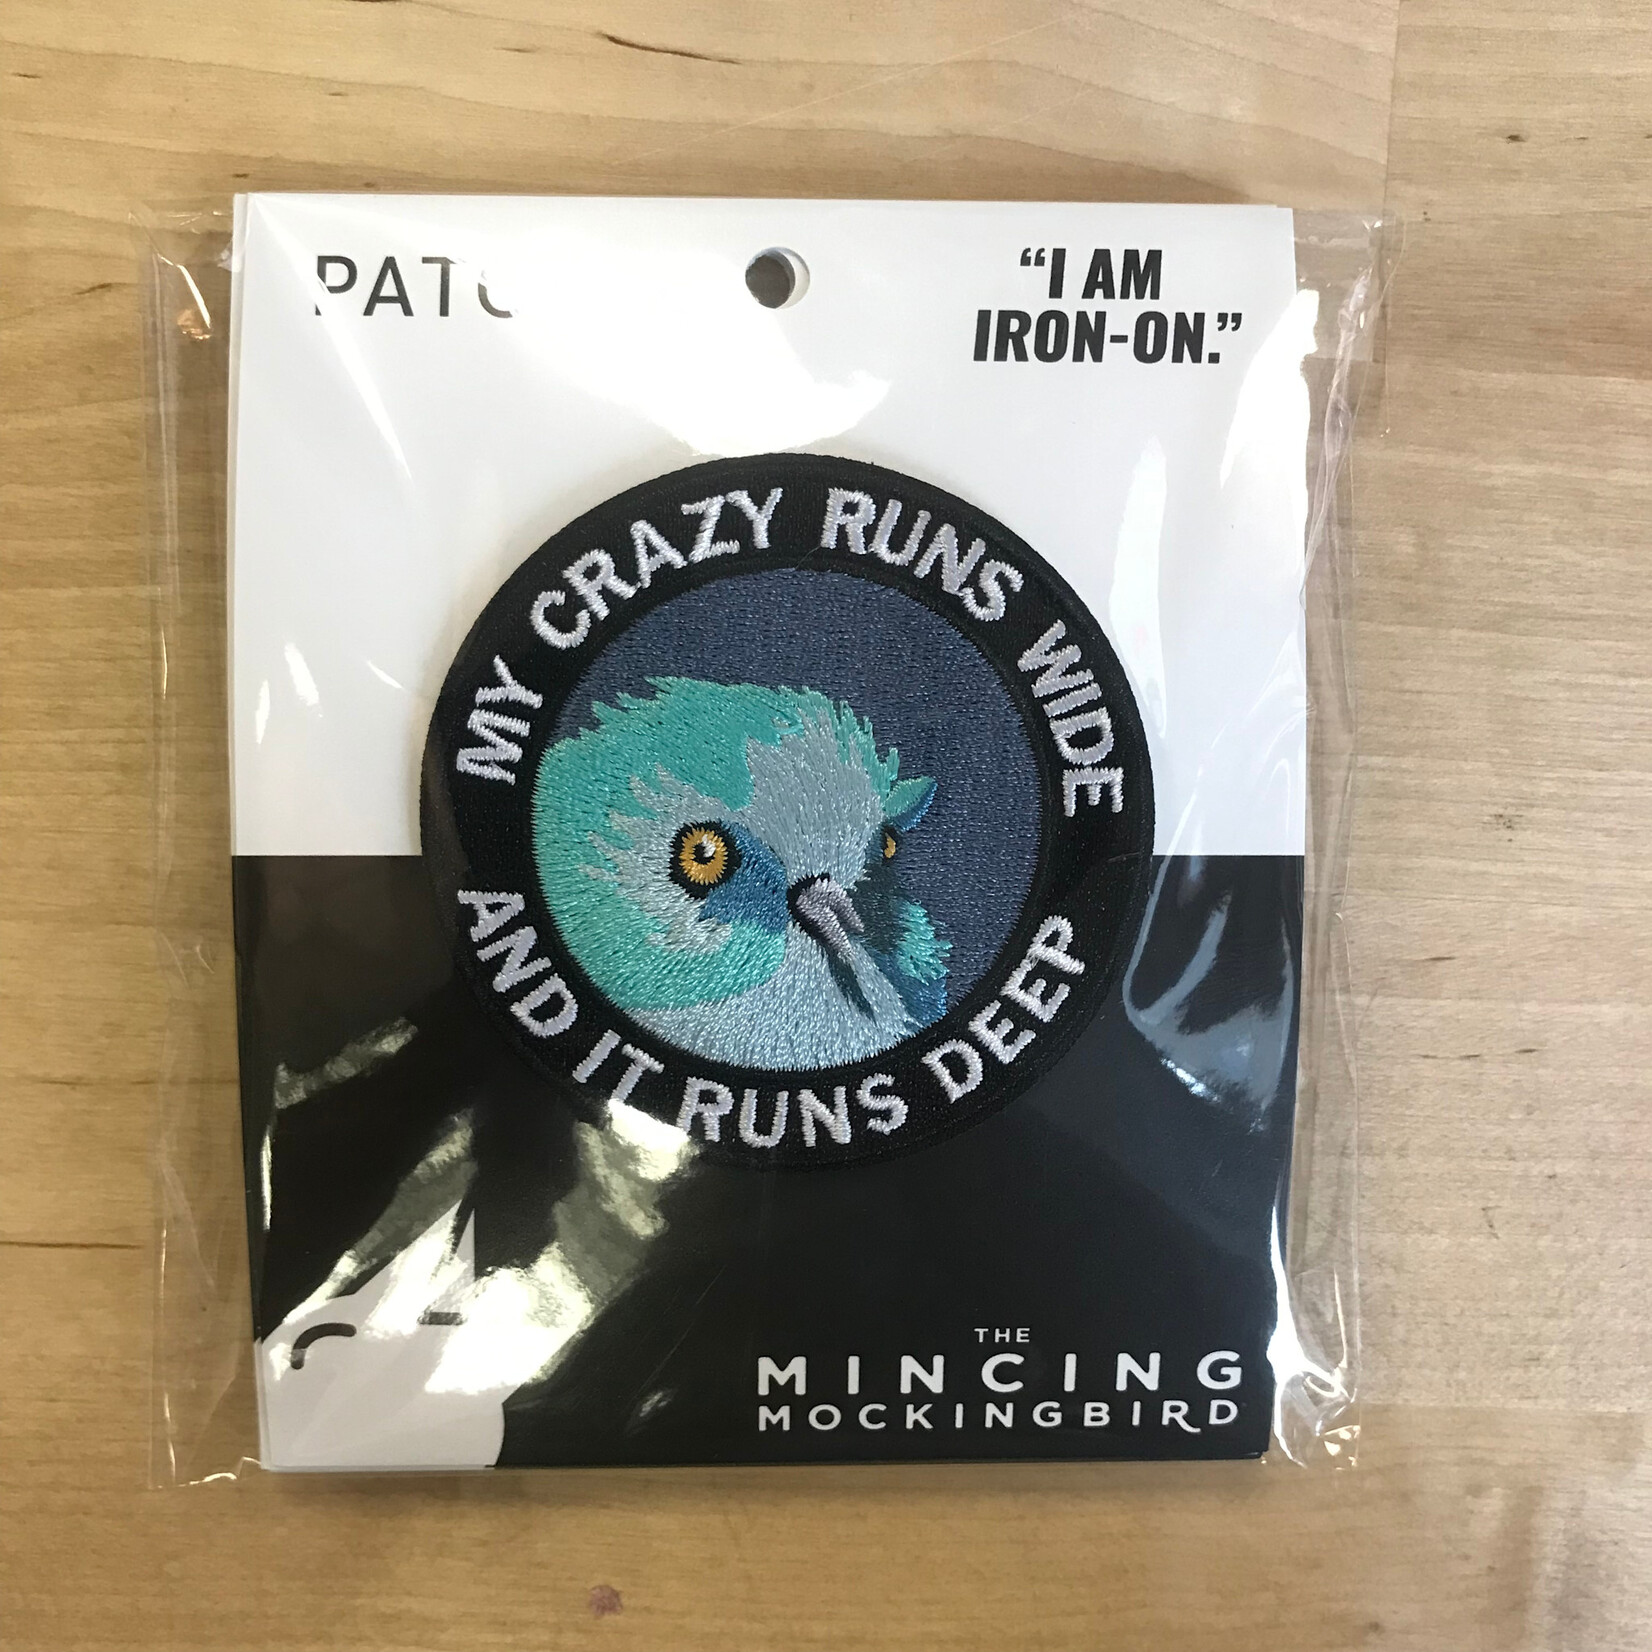 "I AM
IRON-ON."
MY CRAZY RUNS WIDE
AND IT RUNS DEEP
THE
MINCING
MOCKINGBIRD